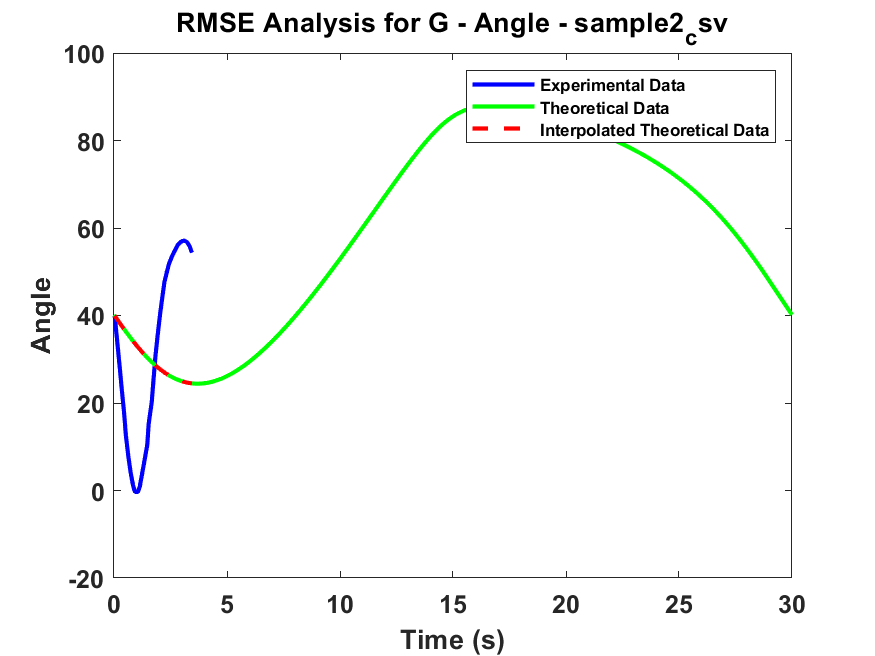 RMSE Analysis for G - Angle - sample2_csv
100
80
60
40
20
0
-20
Angle
Experimental Data
Theoretical Data
Interpolated Theoretical Data
0 5 10 15 20 25 30
Time (s)